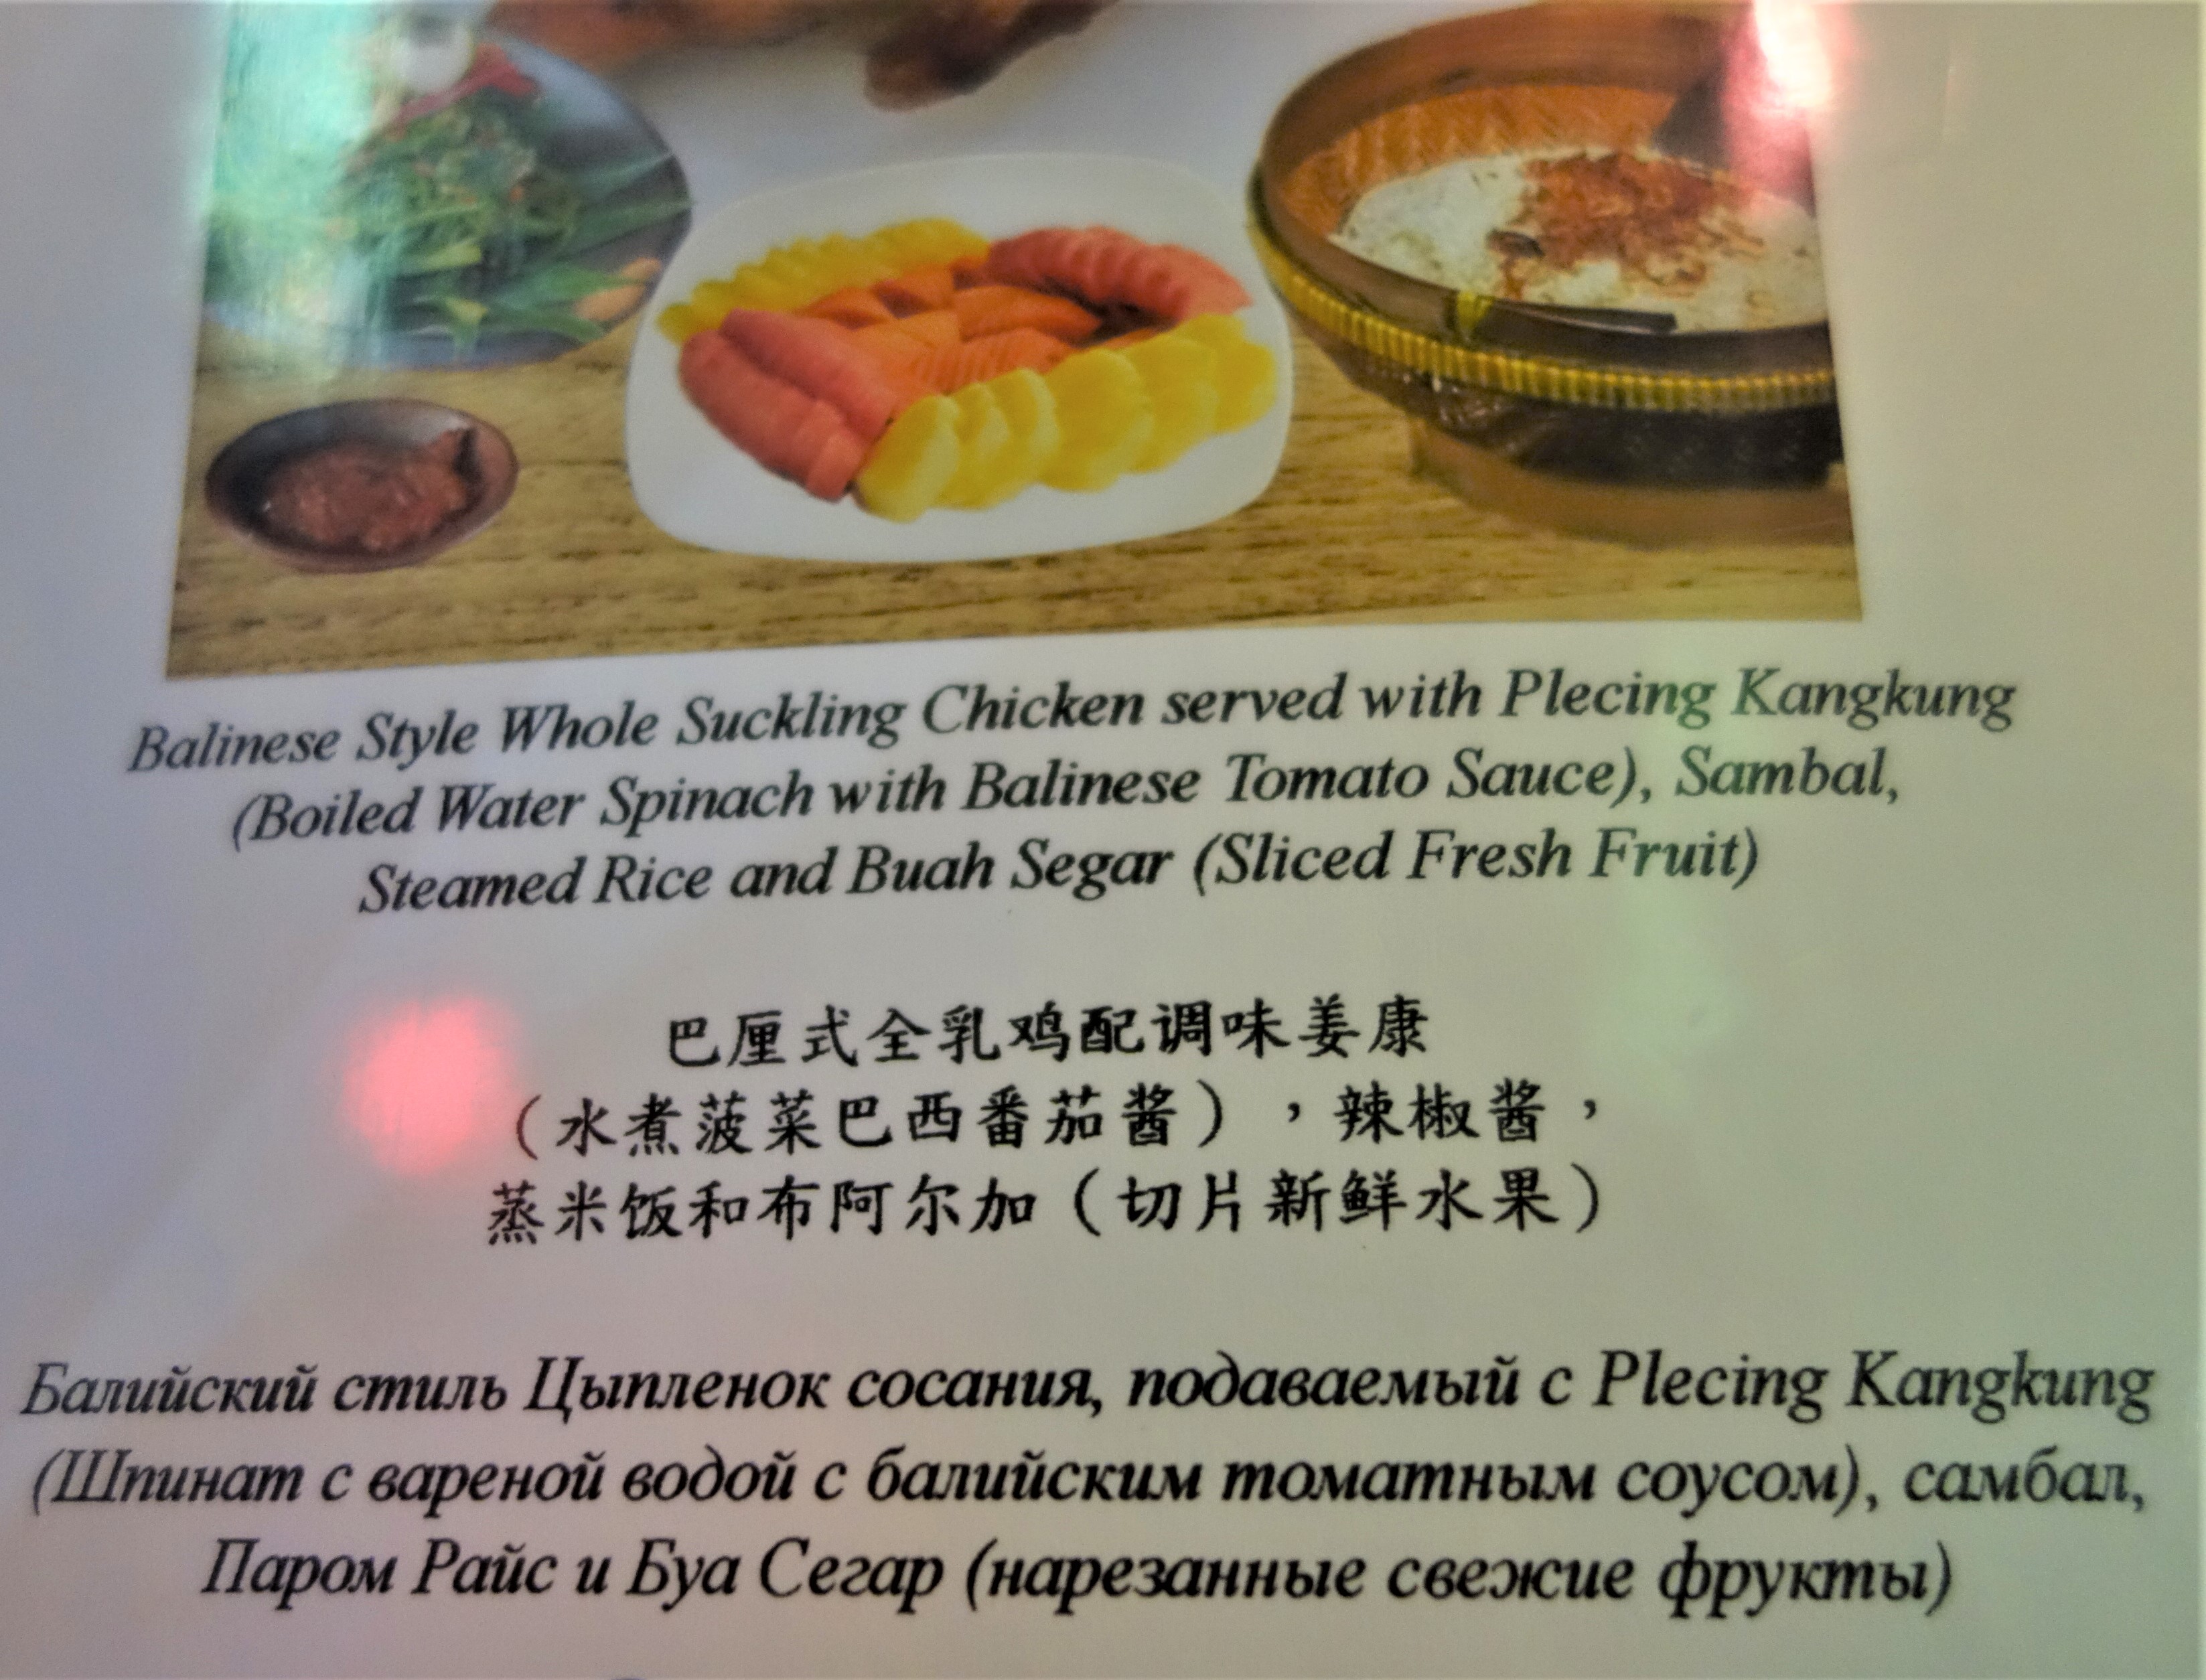 Balinese Style Whole Suckling Chicken served with Plecing Kangkung
(Boiled Water Spinach with Balinese Tomato Sauce), Sambal,
Steamed Rice and Buah Segar (Sliced Fresh Fruit)
巴厘式全乳鸡配调味姜康
（水煮菠菜巴西番茄酱），辣椒酱，
蒸米饭和布阿尔加（切片新鲜水果）
Балийский стиль Цыпленок сосания, подаваемый с Plecing Kangkung
(Шпинат с вареной водой с балийским томатным соусом), самбал,
Паром Райс и Буа Сегар (нарезанные свежие фрукты)